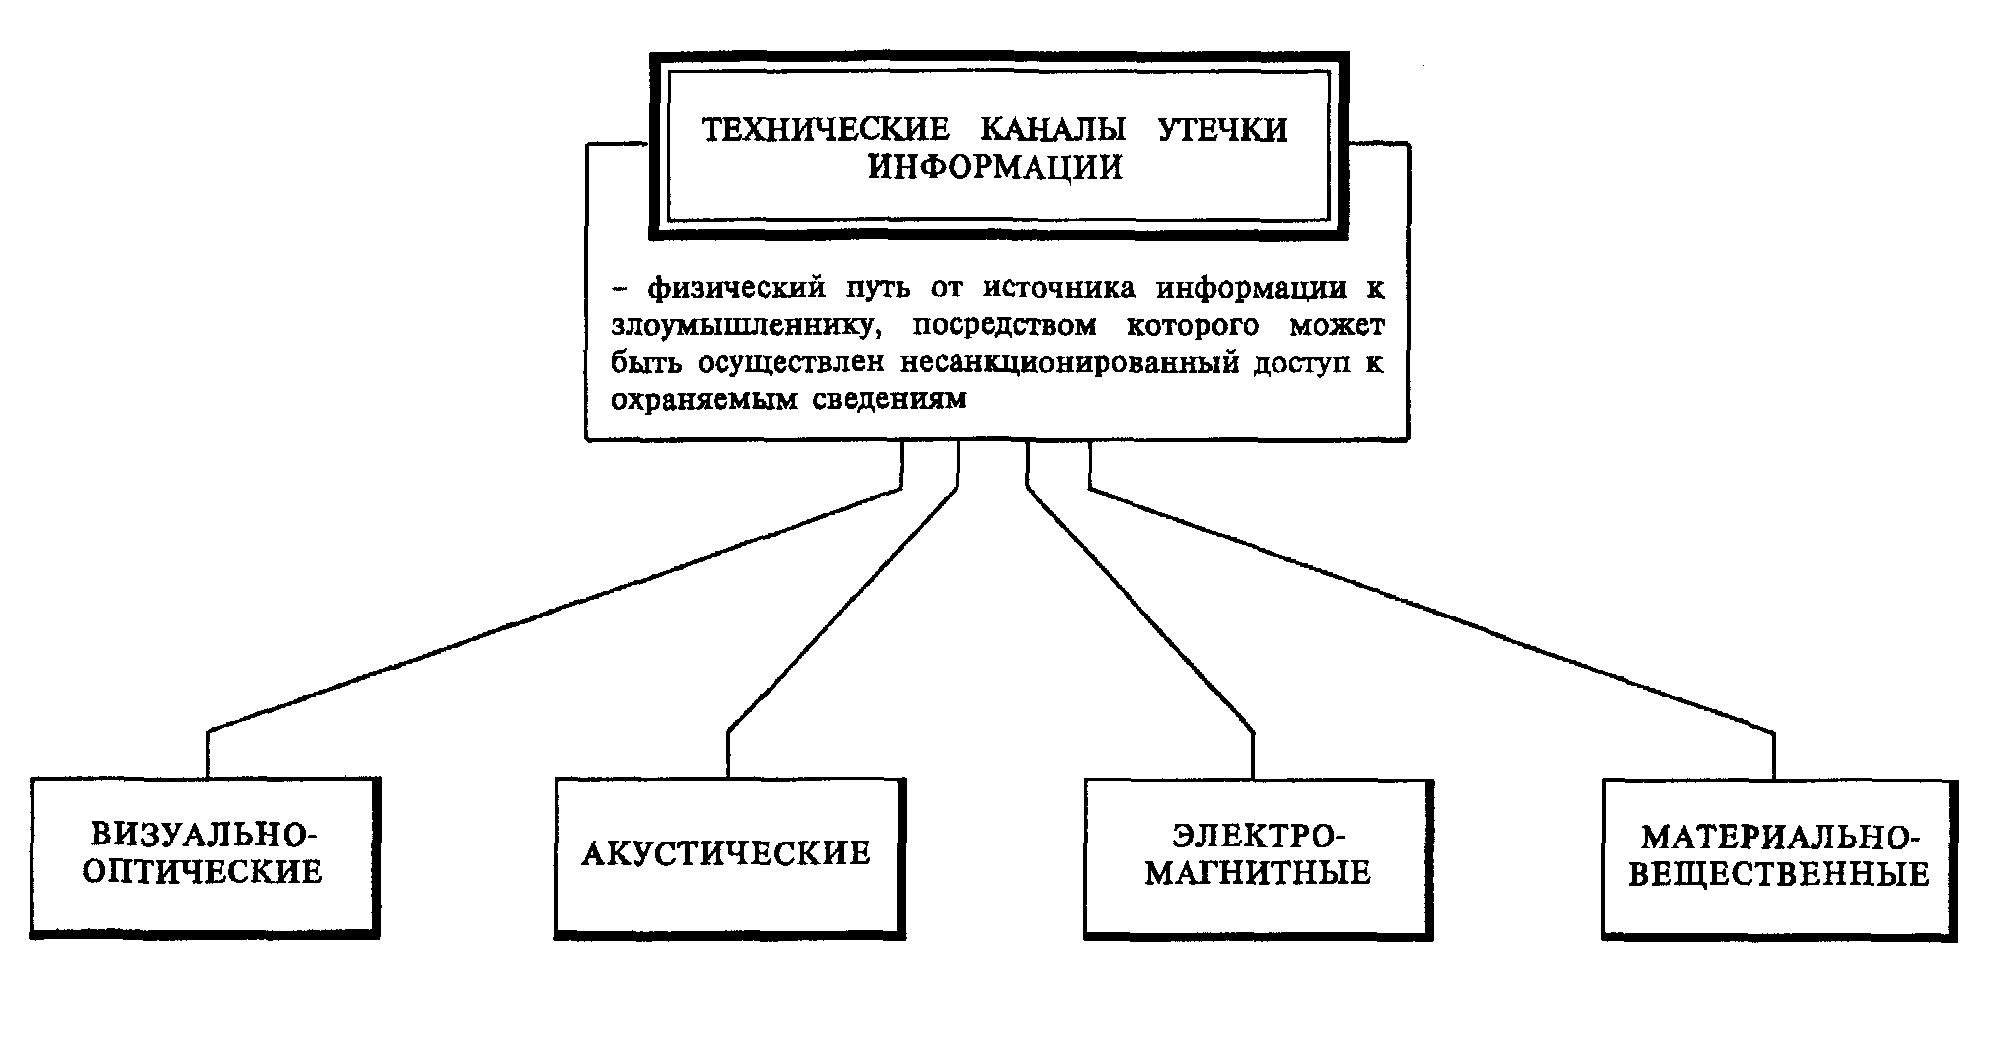 ТЕХНИЧЕСКИЕ КАНАЛЫ УТЕЧКИ
ИНФОРМАЦИИ
– физический путь от источника информации к
злоумышленнику, посредством которого может
быть осуществлен несанкционированный доступ к
охраняемым сведениям
ВИЗУАЛЬНО-
ОПТИЧЕСКИЕ
АКУСТИЧЕСКИЕ
ЭЛЕКТРО-
МАГНИТНЫЕ
МАТЕРИАЛЬНО-
ВЕЩЕСТВЕННЫЕ